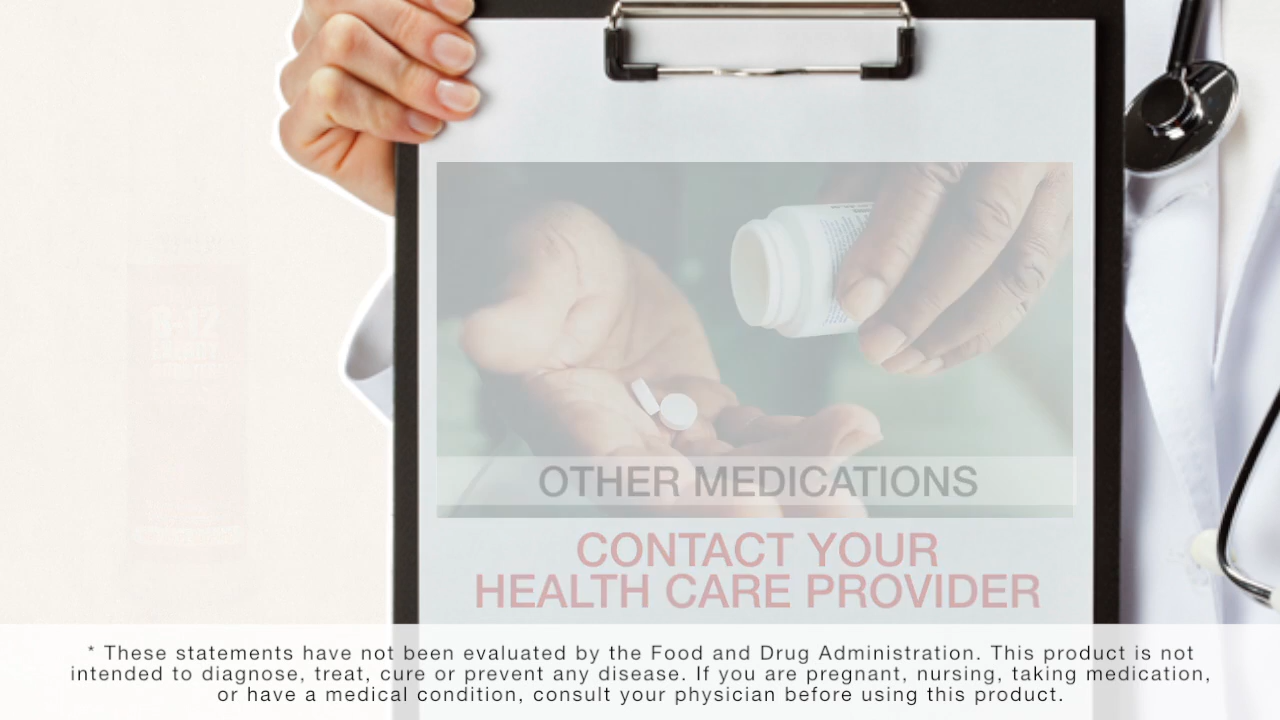 B-12
OTHER MEDICATIONS
CONTACT YOUR
HEALTH CARE PROVIDER
* These statements have not been evaluated by the Food and Drug Administration. This product is not
intended to diagnose, treat, cure or prevent any disease. If you are pregnant, nursing, taking medication,
or have a medical condition, consult your physician before using this product.